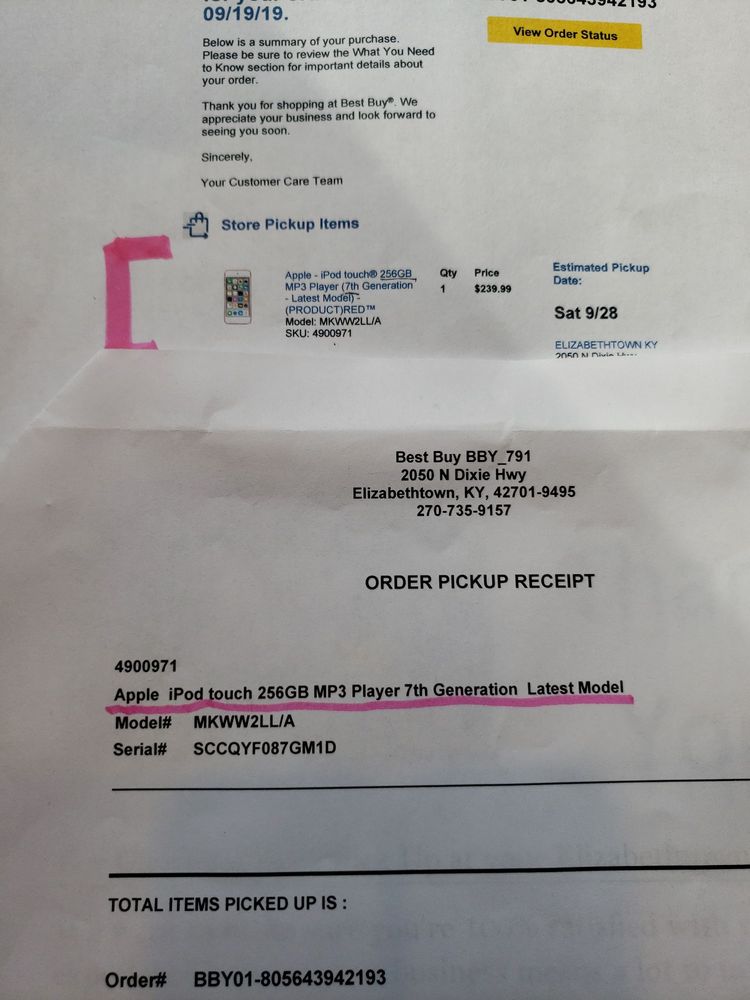 09/19/19.
View Order Status
Below is a summary of your purchase.
Please be sure to review the What You Need
to Know section for important details about
your order.
Thank you for shopping at Best Buy®. We
appreciate your business and look forward to
seeing you soon.
Sincerely,
Your Customer Care Team
Store Pickup Items
Apple - iPod touch® 256GB
MP3 Player (7th Generation
- Latest Model) -
(PRODUCT)RED™
Model: MKWW2LL/A
SKU: 4900971
Qty Price
1 $239.99
Estimated Pickup
Date:
Sat 9/28
ELIZABETHTOWN KY
2050 N Dixie Hwy
Best Buy BBY_791
2050 N Dixie Hwy
Elizabethtown, KY, 42701-9495
270-735-9157
ORDER PICKUP RECEIPT
4900971
Apple iPod touch 256GB MP3 Player 7th Generation Latest Model
Model# MKWW2LL/A
Serial# SCCQYF087GM1D
TOTAL ITEMS PICKED UP IS :
Order# BBY01-805643942193